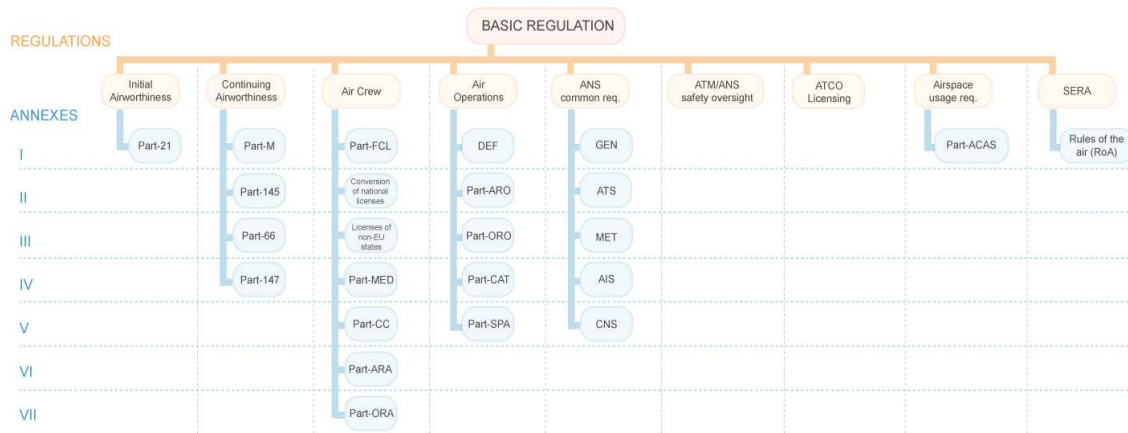 BASIC REGULATION
REGULATIONS
Initial
Airworthiness
Continuing
Airworthiness
Air Crew
Air
Operations
ANS
common req.
ATM/ANS
safety oversight
ATCO
Licensing
Airspace
usage req.
SERA
ANNEXES
I
Part-21
Part-M
Part-FCL
DEF
GEN
Part-ACAS
Rules of the
air (RoA)
II
Part-145
Conversion
of national
licenses
Part-ARO
ATS
III
Part-66
Licenses of
non-EU
states
Part-ORO
MET
IV
Part-147
Part-MED
Part-CAT
AIS
V
Part-CC
Part-SPA
CNS
VI
Part-ARA
VII
Part-ORA